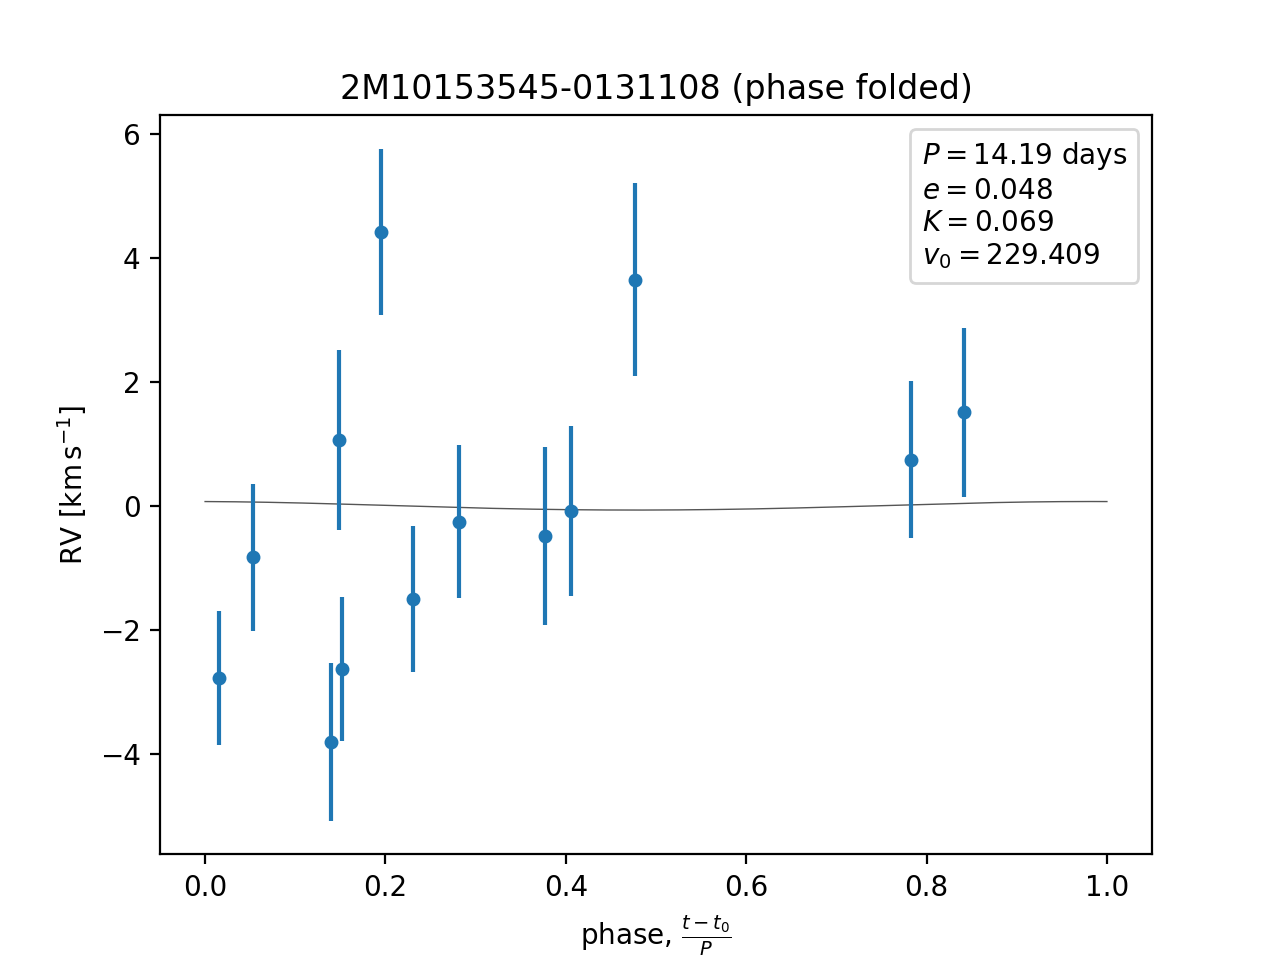 2M10153545-0131108 (phase folded)
P = 14.19 days
e = 0.048
K = 0.069
v₀ = 229.409
6
4
2
0
−2
−4
RV [km s⁻¹]
0.0 0.2 0.4 0.6 0.8 1.0
phase, (t − t₀)/P